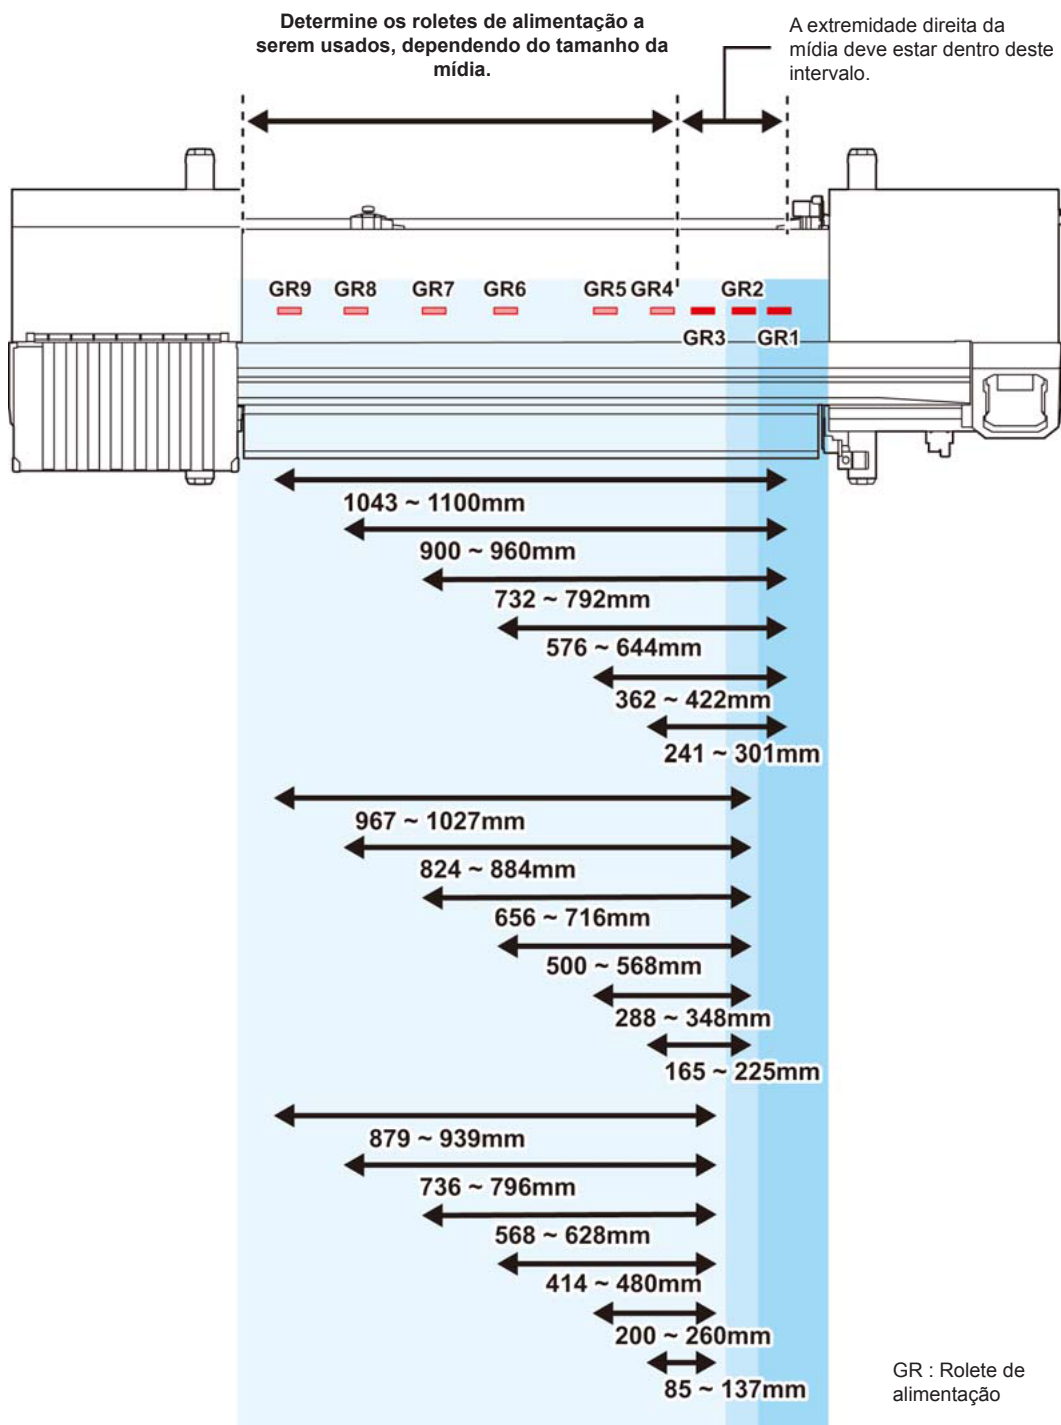 Determine os roletes de alimentação a
serem usados, dependendo do tamanho da
mídia.
A extremidade direita da
mídia deve estar dentro deste
intervalo.
GR9 GR8 GR7 GR6 GR5 GR4 GR2
GR3 GR1
1043 ~ 1100mm
900 ~ 960mm
732 ~ 792mm
576 ~ 644mm
362 ~ 422mm
241 ~ 301mm
967 ~ 1027mm
824 ~ 884mm
656 ~ 716mm
500 ~ 568mm
288 ~ 348mm
165 ~ 225mm
879 ~ 939mm
736 ~ 796mm
568 ~ 628mm
414 ~ 480mm
200 ~ 260mm
85 ~ 137mm
GR : Rolete de
alimentação